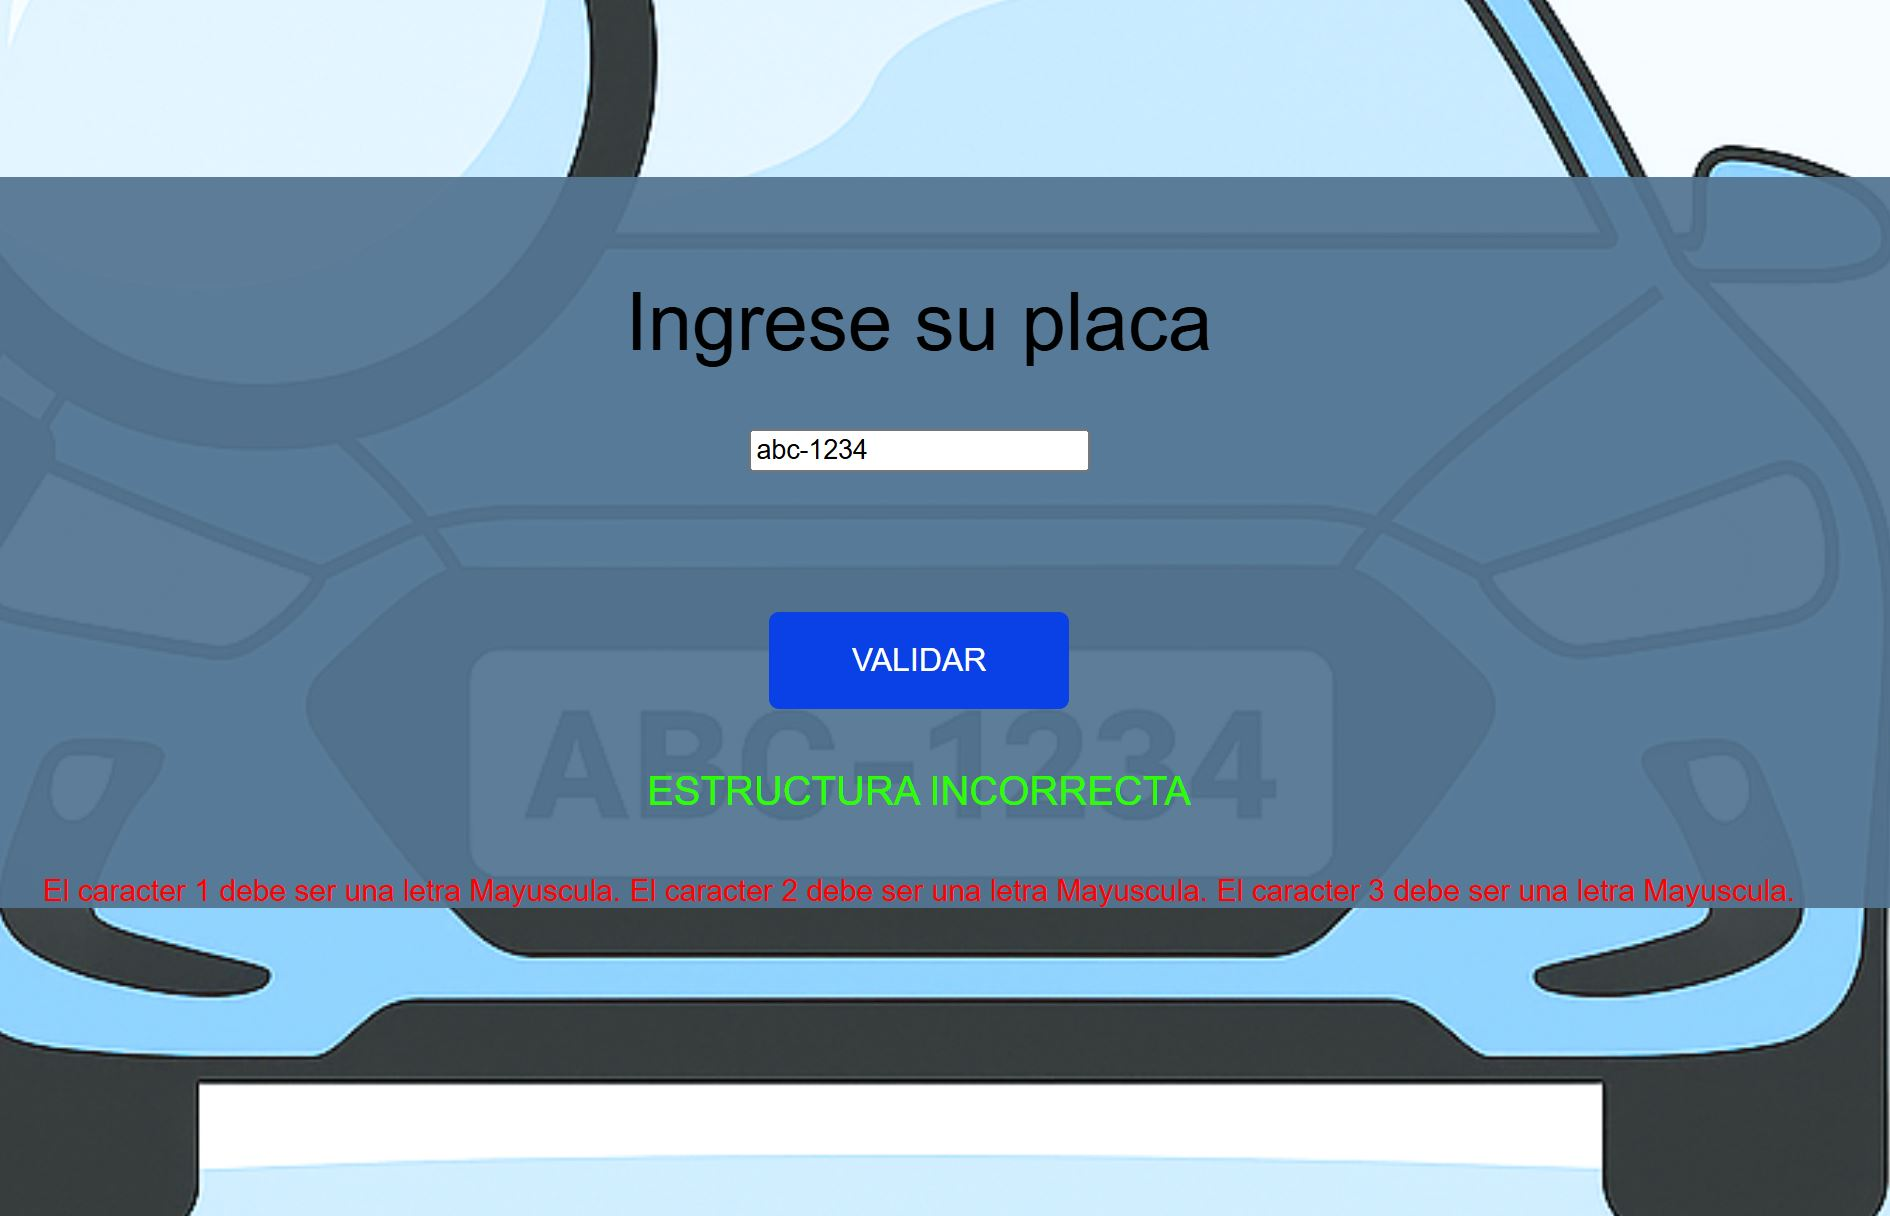 Ingrese su placa
abc-1234
VALIDAR
ABC-1234
ESTRUCTURA INCORRECTA
El caracter 1 debe ser una letra Mayuscula. El caracter 2 debe ser una letra Mayuscula. El caracter 3 debe ser una letra Mayuscula.